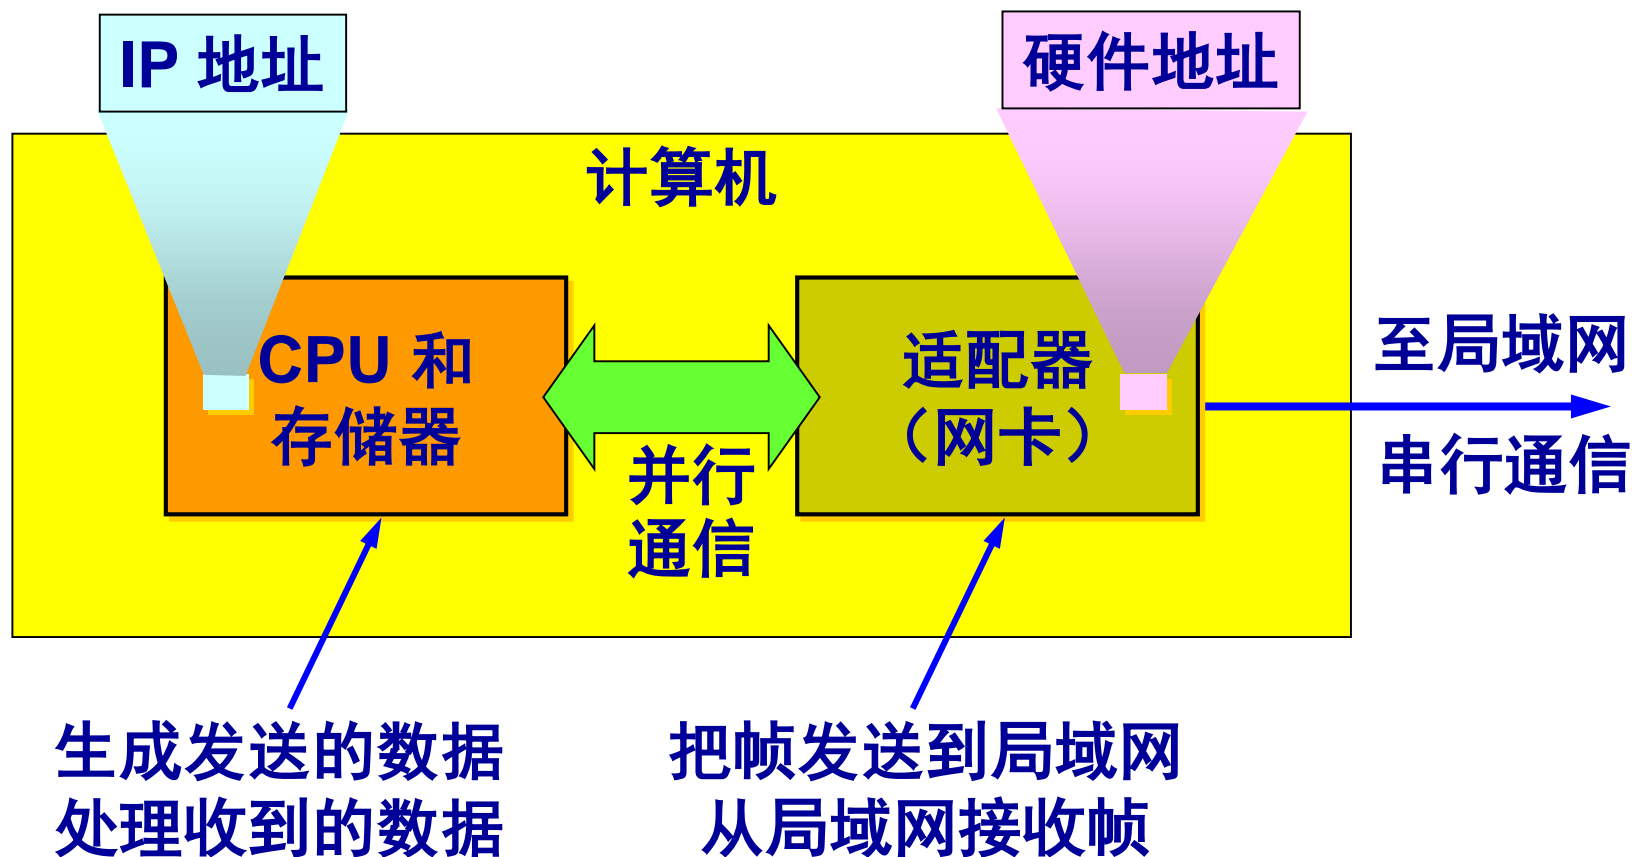 IP 地址
硬件地址
计算机
CPU 和
存储器
适配器
（网卡）
并行
通信
至局域网
串行通信
生成发送的数据
处理收到的数据
把帧发送到局域网
从局域网接收帧